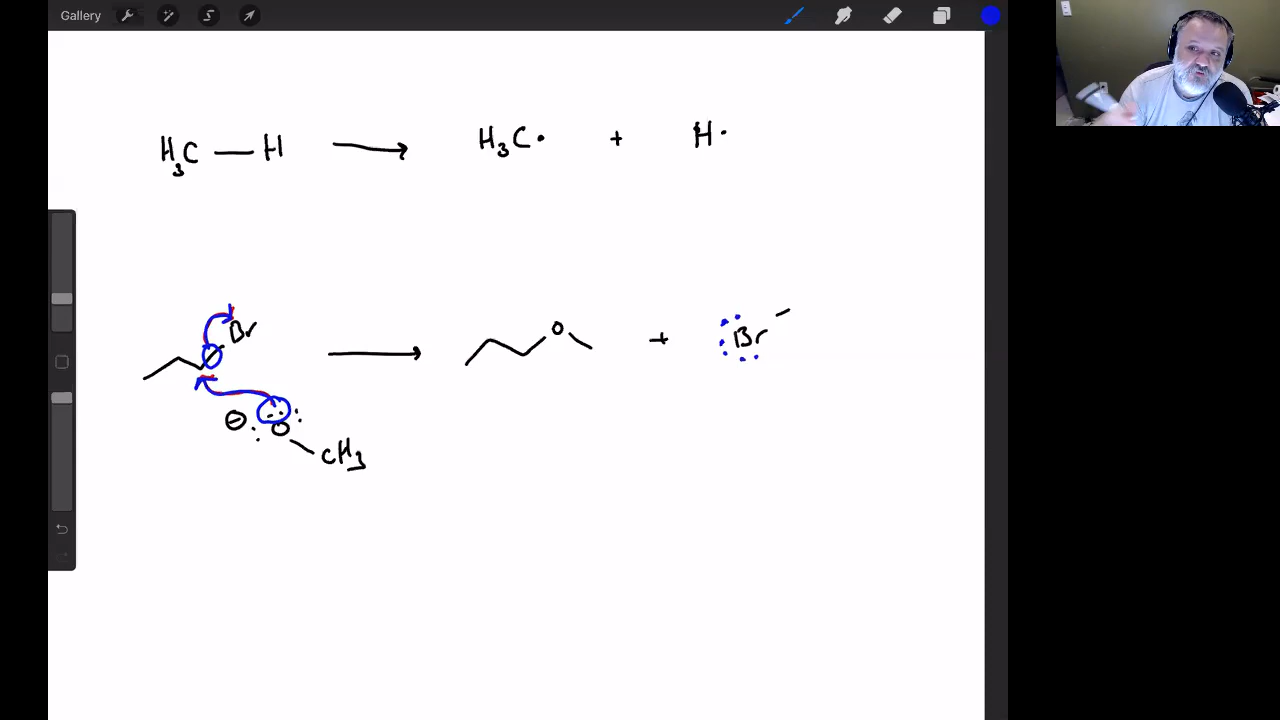 Gallery
H₃C — H → H₃C· + H·
Br → O + Br⁻
⊖ :Ö:
CH₃